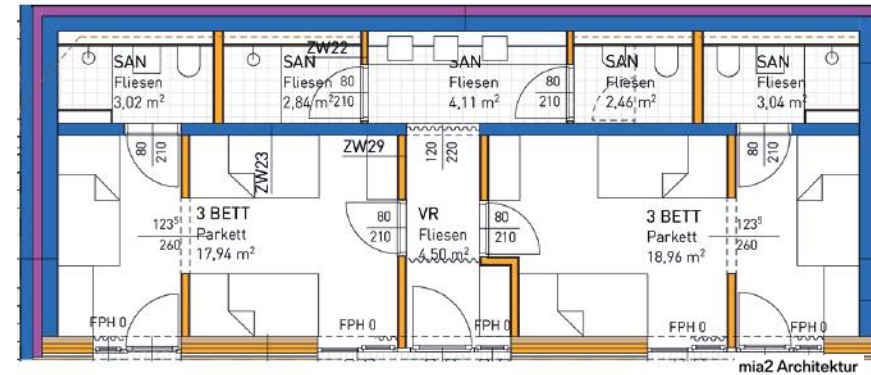 ZW22
SAN
Fliesen
3,02 m²
SAN
Fliesen
2,84 m²
80
210
SAN
Fliesen
4,11 m²
80
210
SAN
Fliesen
2,46 m²
SAN
Fliesen
3,04 m²
80
210
ZW23
ZW29
120
220
80
210
123⁵
260
3 BETT
Parkett
17,94 m²
80
210
VR
Fliesen
4,50 m²
80
210
3 BETT
Parkett
18,96 m²
123⁵
260
FPH 0
FPH 0
FPH 0
FPH 0
FPH 0
mia2 Architektur